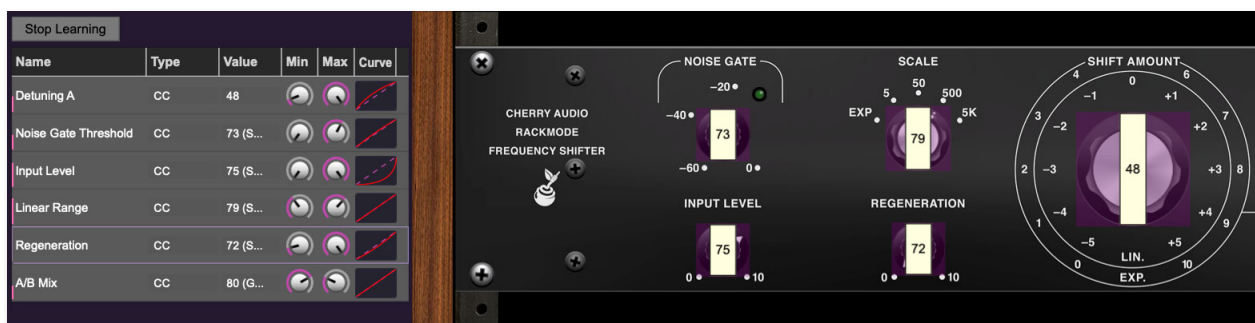 Stop Learning
Name Type Value Min Max Curve
Detuning A CC 48
Noise Gate Threshold CC 73 (S...
Input Level CC 75 (S...
Linear Range CC 79 (S...
Regeneration CC 72 (S...
A/B Mix CC 80 (G...
CHERRY AUDIO
RACKMODE
FREQUENCY SHIFTER
NOISE GATE
−20
−40
73
−60 0
INPUT LEVEL
75
0 10
SCALE
50
5 500
EXP 5K
79
REGENERATION
72
0 10
SHIFT AMOUNT
4 0 6
−1 +1
3 −2 +2 7
2 −3 48 +3 8
−4 +4
1 9
−5 +5
0 LIN. 10
EXP.